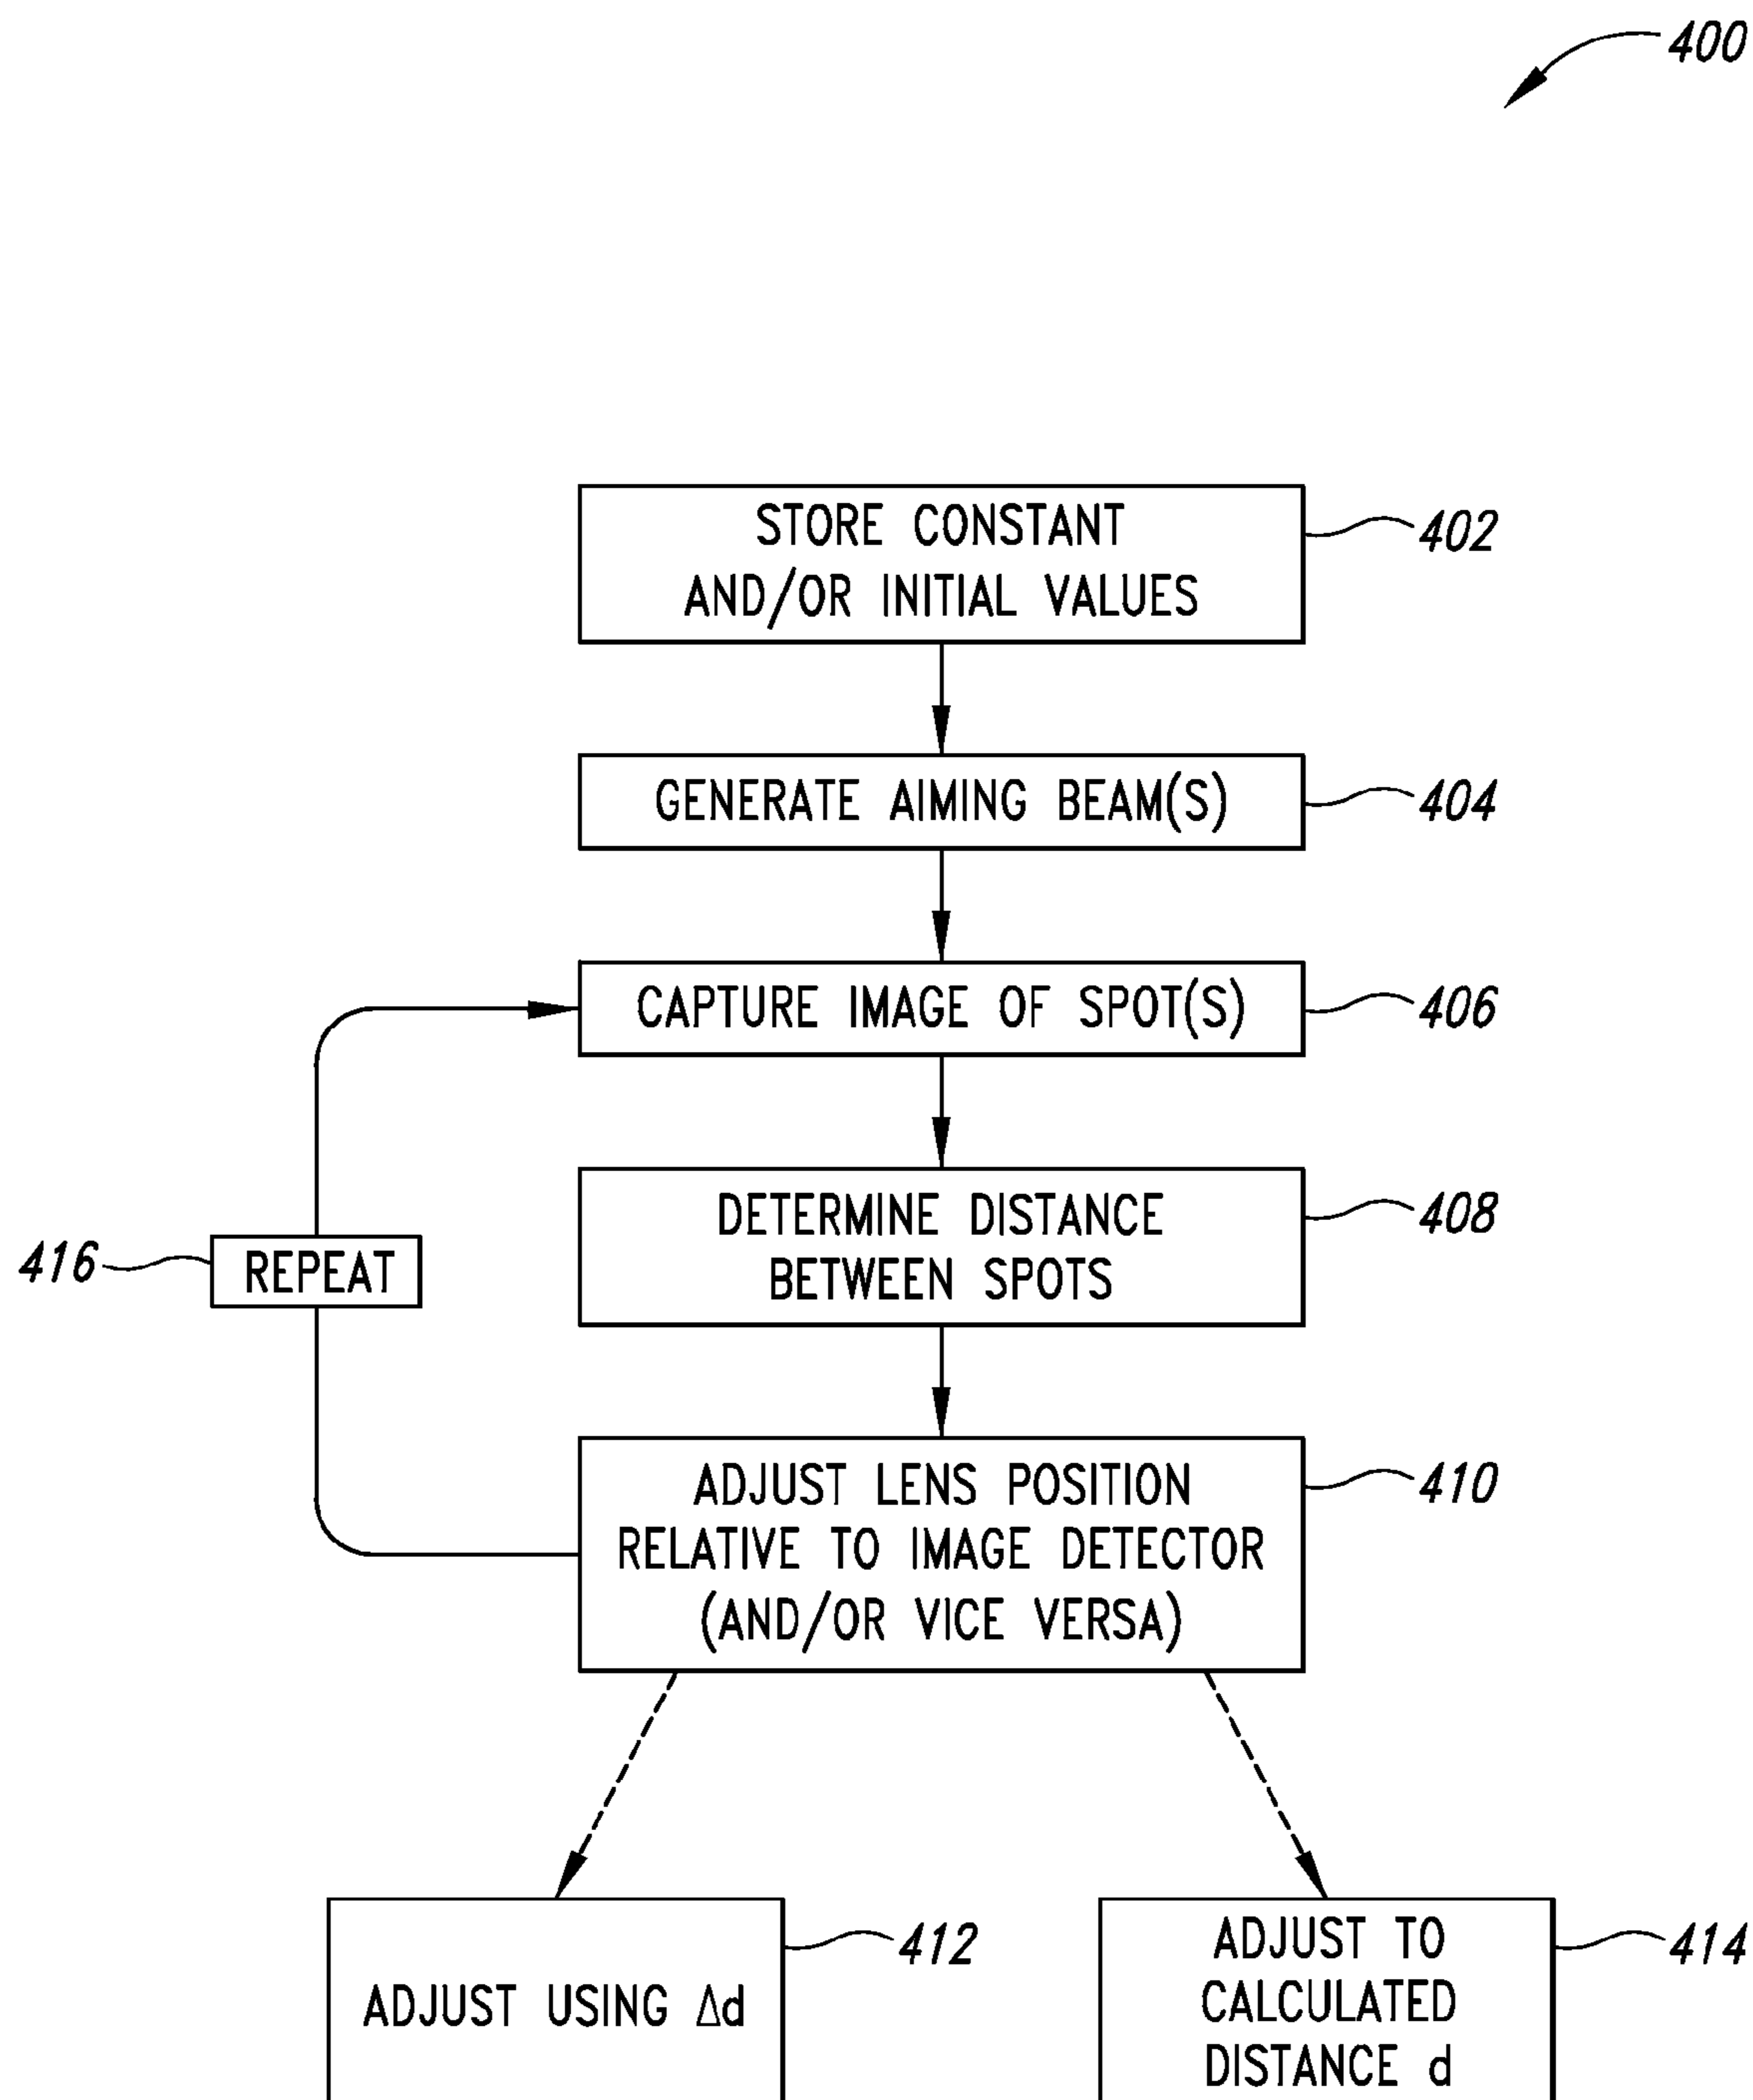 400
STORE CONSTANT
AND/OR INITIAL VALUES
402
GENERATE AIMING BEAM(S)
404
CAPTURE IMAGE OF SPOT(S)
406
DETERMINE DISTANCE
BETWEEN SPOTS
408
416
REPEAT
ADJUST LENS POSITION
RELATIVE TO IMAGE DETECTOR
(AND/OR VICE VERSA)
410
ADJUST USING Δd
412
ADJUST TO
CALCULATED
DISTANCE d
414